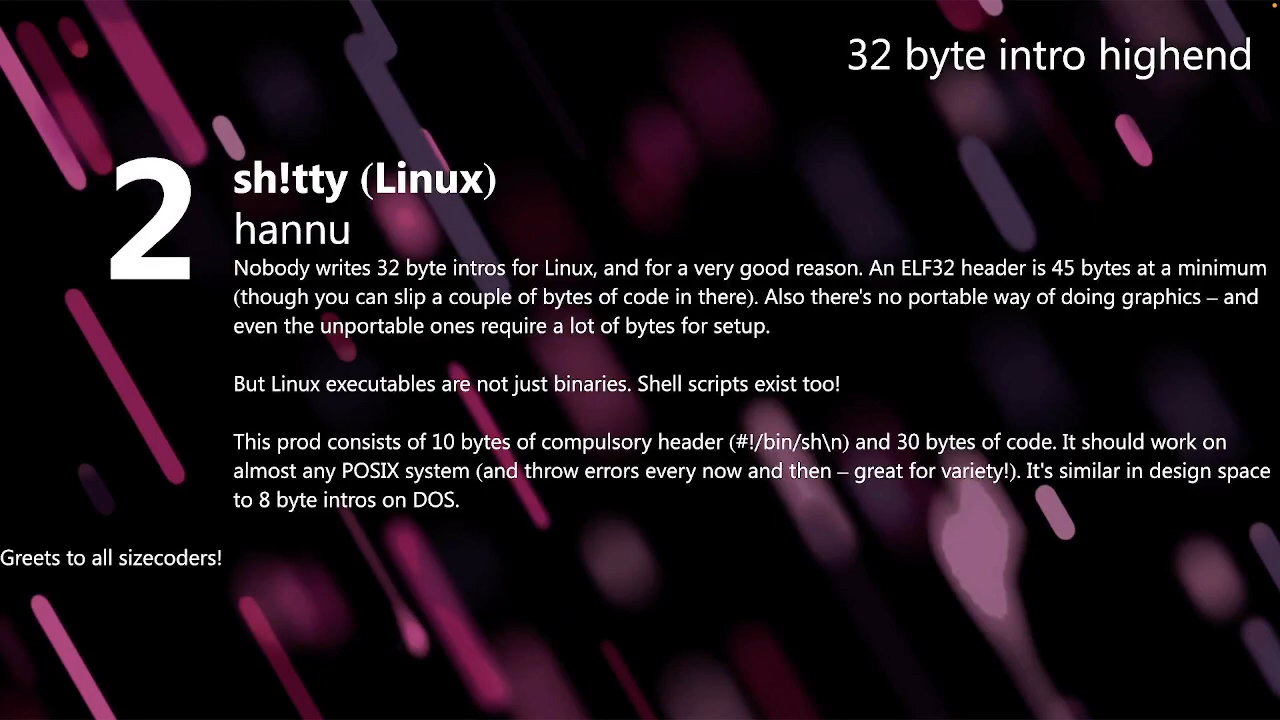 32 byte intro highend
2
sh!tty (Linux)
hannu
Nobody writes 32 byte intros for Linux, and for a very good reason. An ELF32 header is 45 bytes at a minimum
(though you can slip a couple of bytes of code in there). Also there's no portable way of doing graphics – and
even the unportable ones require a lot of bytes for setup.
But Linux executables are not just binaries. Shell scripts exist too!
This prod consists of 10 bytes of compulsory header (#!/bin/sh\n) and 30 bytes of code. It should work on
almost any POSIX system (and throw errors every now and then – great for variety!). It's similar in design space
to 8 byte intros on DOS.
Greets to all sizecoders!